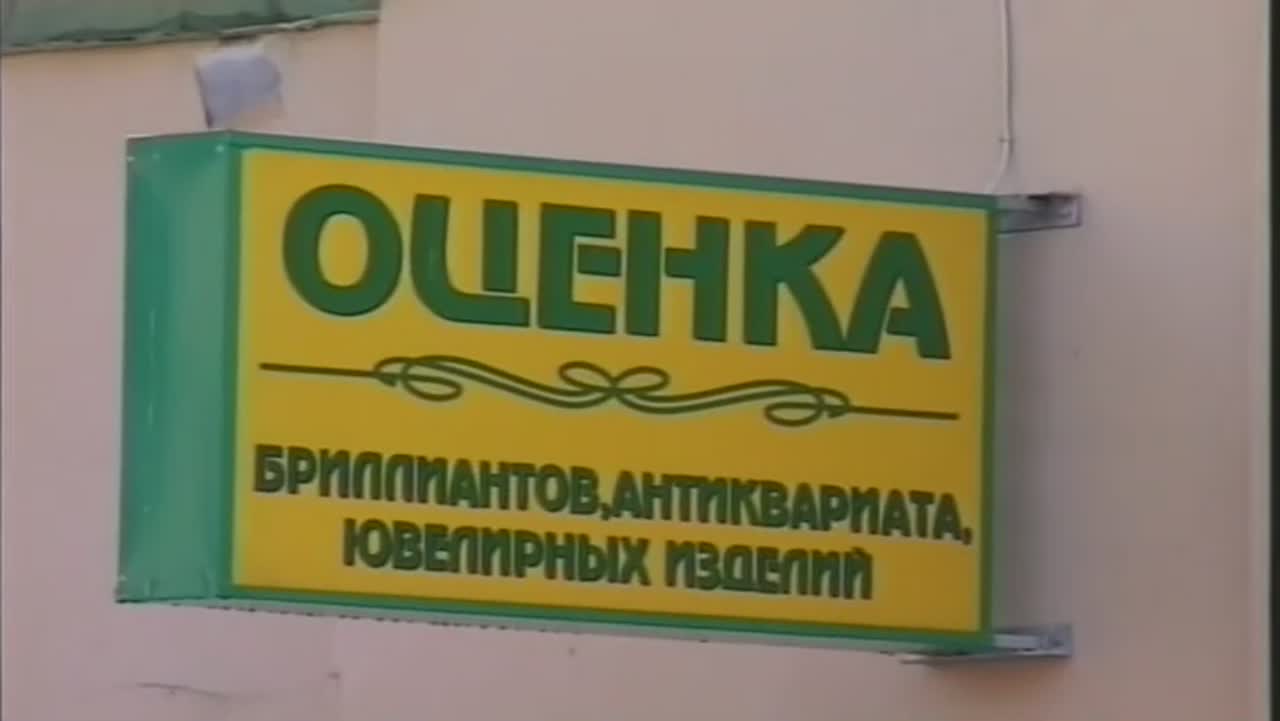 ОЦЕНКА
БРИЛЛИАНТОВ,АНТИКВАРИАТА,
ЮВЕЛИРНЫХ ИЗДЕЛИЙ